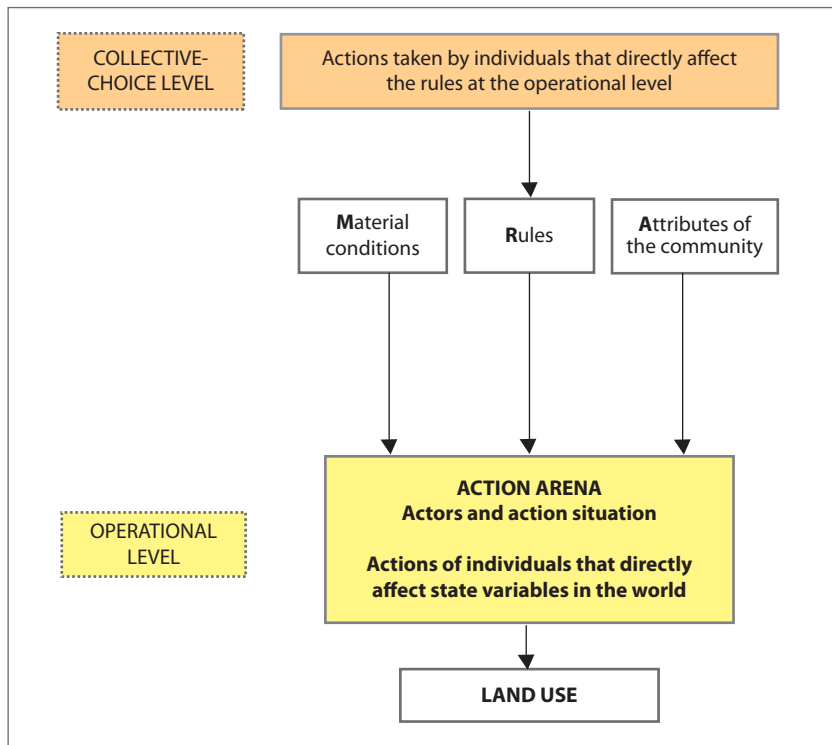 COLLECTIVE-
CHOICE LEVEL
Actions taken by individuals that directly affect
the rules at the operational level
Material
conditions
Rules
Attributes of
the community
OPERATIONAL
LEVEL
ACTION ARENA
Actors and action situation
Actions of individuals that directly
affect state variables in the world
LAND USE